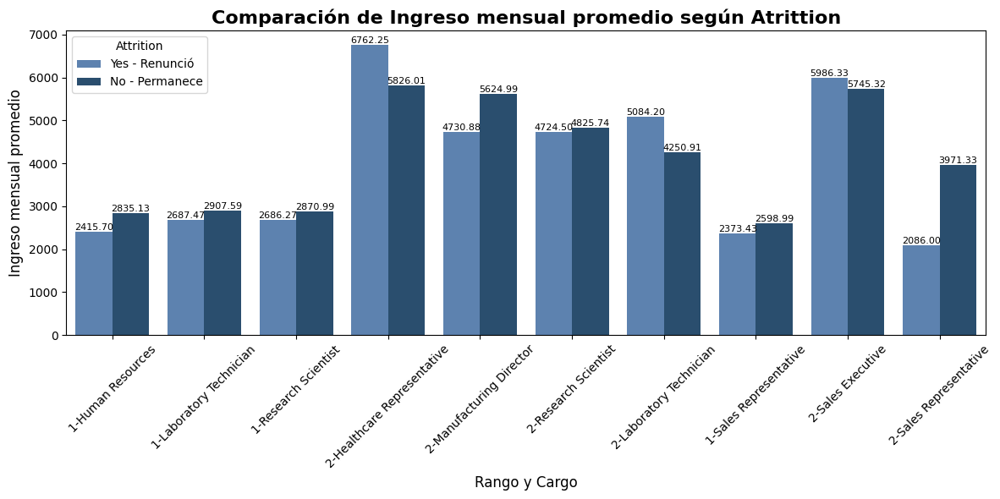 Comparación de Ingreso mensual promedio según Atrittion
Ingreso mensual promedio
7000
6000
5000
4000
3000
2000
1000
0
Attrition
Yes - Renunció
No - Permanece
2415.70
2835.13
2687.47
2907.59
2686.27
2870.99
6762.25
5826.01
4730.88
5624.99
4724.50
4825.74
5084.20
4250.91
2373.43
2598.99
5986.33
5745.32
2086.00
3971.33
1-Human Resources
1-Laboratory Technician
1-Research Scientist
2-Healthcare Representative
2-Manufacturing Director
2-Research Scientist
2-Laboratory Technician
1-Sales Representative
2-Sales Executive
2-Sales Representative
Rango y Cargo